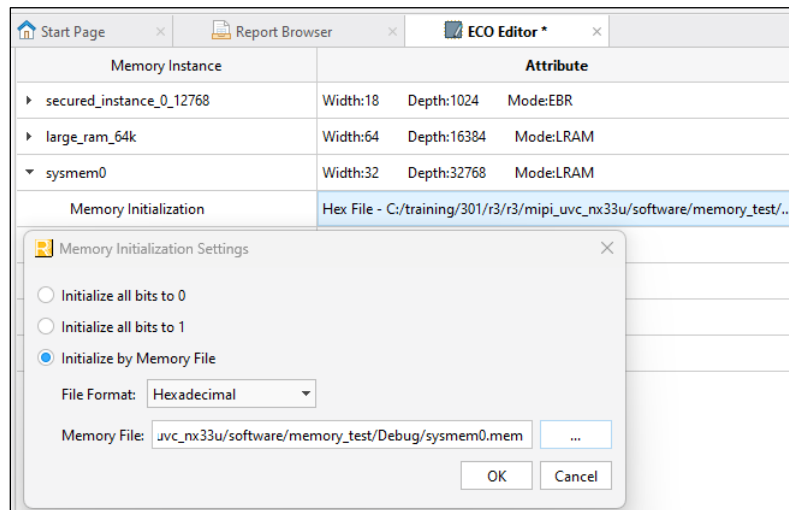 Start Page × Report Browser × ECO Editor * ×
Memory Instance Attribute
secured_instance_0_12768 Width:18 Depth:1024 Mode:EBR
large_ram_64k Width:64 Depth:16384 Mode:LRAM
sysmem0 Width:32 Depth:32768 Mode:LRAM
Memory Initialization Hex File - C:/training/301/r3/r3/mipi_uvc_nx33u/software/memory_test/...
Memory Initialization Settings
Initialize all bits to 0
Initialize all bits to 1
Initialize by Memory File
File Format: Hexadecimal
Memory File: uvc_nx33u/software/memory_test/Debug/sysmem0.mem ...
OK Cancel